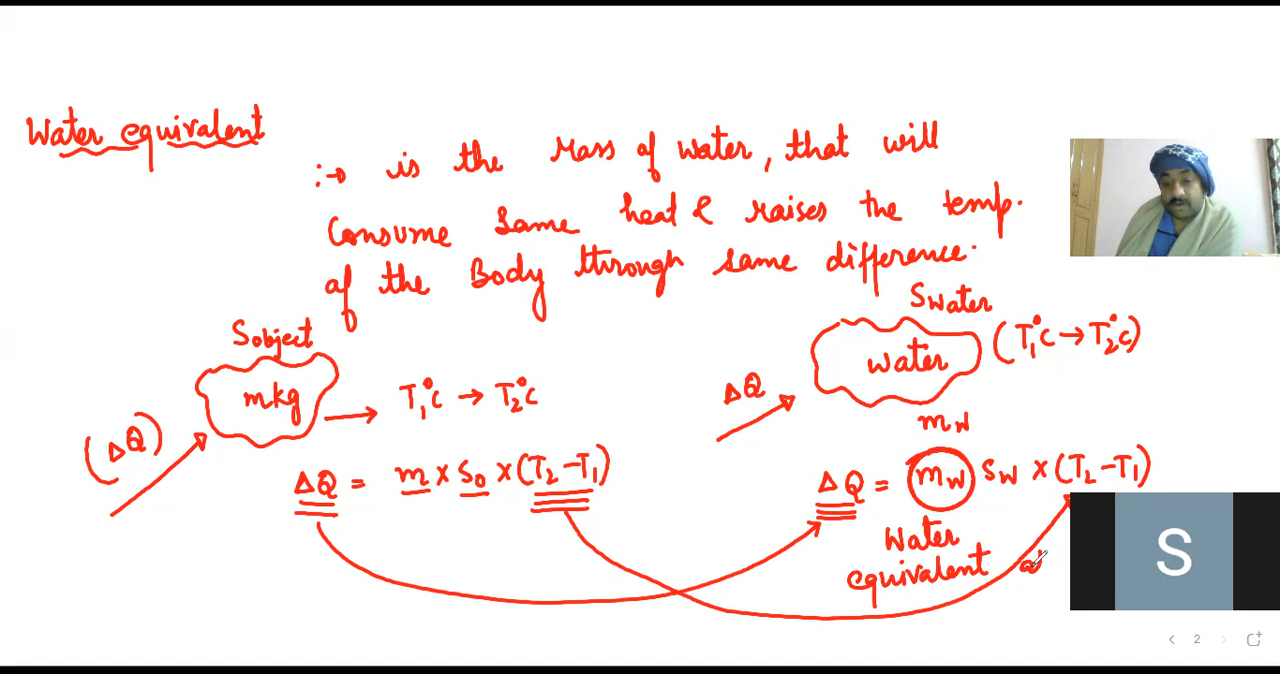 Water equivalent
:→ is the Mass of water, that will
Consume same heat & raises the temp.
of the Body through same difference.
Sobject
mkg
(ΔQ)
T₁°C → T₂°C
Swater
water
(T₁°C → T₂°C)
ΔQ
mw
ΔQ = m × S₀ × (T₂ – T₁)
ΔQ = mw Sw × (T₂ – T₁)
Water
equivalent
S
2